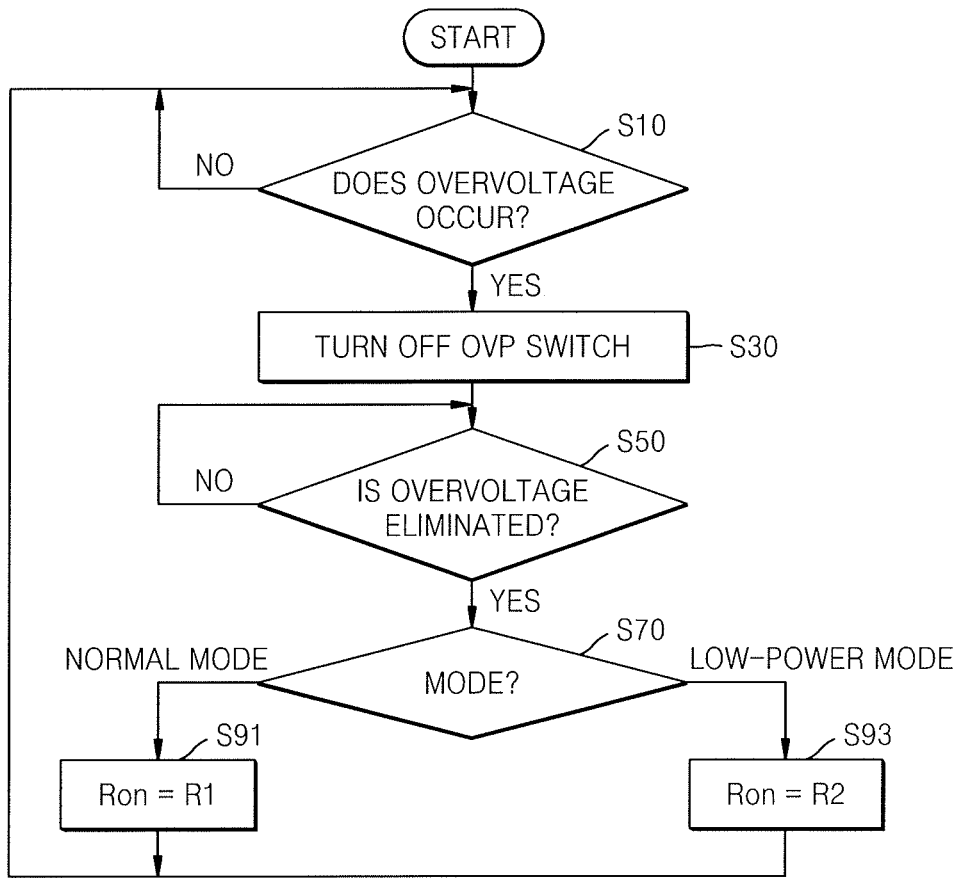 START
S10
NO
DOES OVERVOLTAGE
OCCUR?
YES
TURN OFF OVP SWITCH
S30
S50
NO
IS OVERVOLTAGE
ELIMINATED?
YES
S70
NORMAL MODE
MODE?
LOW-POWER MODE
S91
S93
Ron = R1
Ron = R2